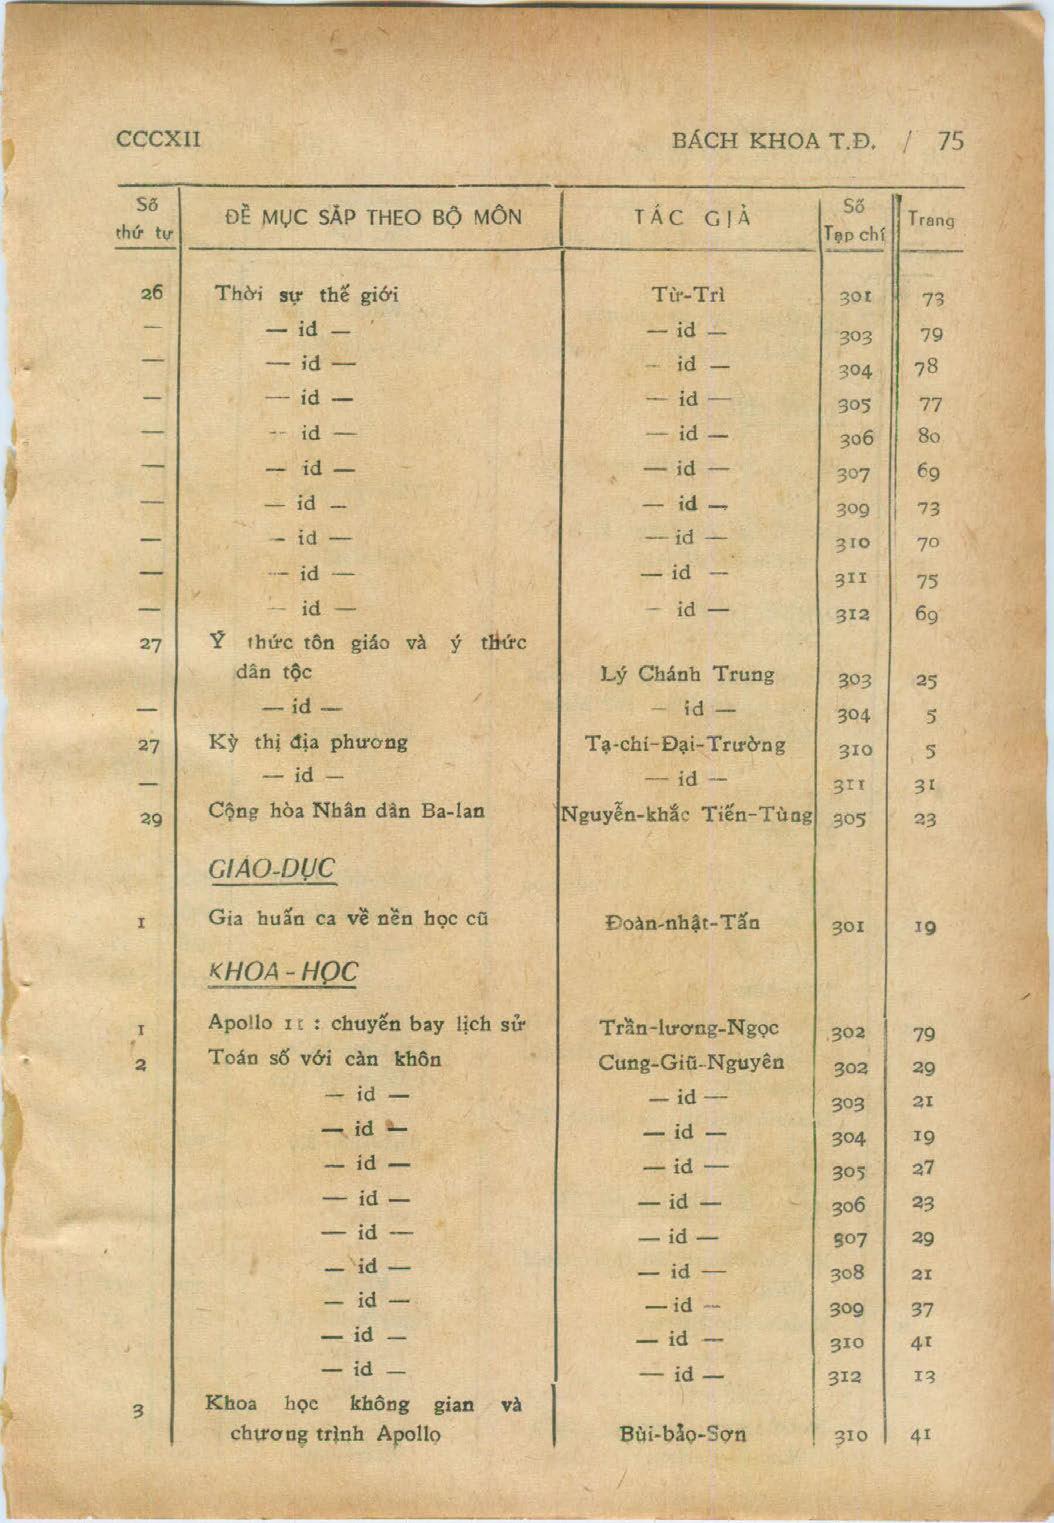 CCCXII BÁCH KHOA T.Đ. / 75
Số thứ tự ĐỀ MỤC SẮP THEO BỘ MÔN TÁC GIẢ Số Tạp chí Trang
26 Thời sự thế giới Từ-Trì 301 73
— — id — — id — 303 79
— — id — — id — 304 78
— — id — — id — 305 77
— — id — — id — 306 80
— — id — — id — 307 69
— — id — — id — 309 73
— — id — — id — 310 70
— — id — — id — 311 75
— — id — — id — 312 69
27 Ý thức tôn giáo và ý thức
dân tộc Lý Chánh Trung 303 25
— — id — — id — 304 5
27 Kỳ thị địa phương Tạ-chí-Đại-Trường 310 5
— — id — — id — 311 31
29 Cộng hòa Nhân dân Ba-lan Nguyễn-khắc Tiến-Tùng 305 23
GIÁO-DỤC
1 Gia huấn ca về nền học cũ Đoàn-nhật-Tấn 301 19
KHOA-HỌC
1 Apollo 11 : chuyến bay lịch sử Trần-lương-Ngọc 302 79
2 Toán số với càn khôn Cung-Giũ-Nguyên 302 29
— id — — id — 303 21
— id — — id — 304 19
— id — — id — 305 27
— id — — id — 306 23
— id — — id — 307 29
— id — — id — 308 21
— id — — id — 309 37
— id — — id — 310 41
— id — — id — 312 13
3 Khoa học không gian và
chương trình Apollo Bùi-bảo-Sơn 310 41